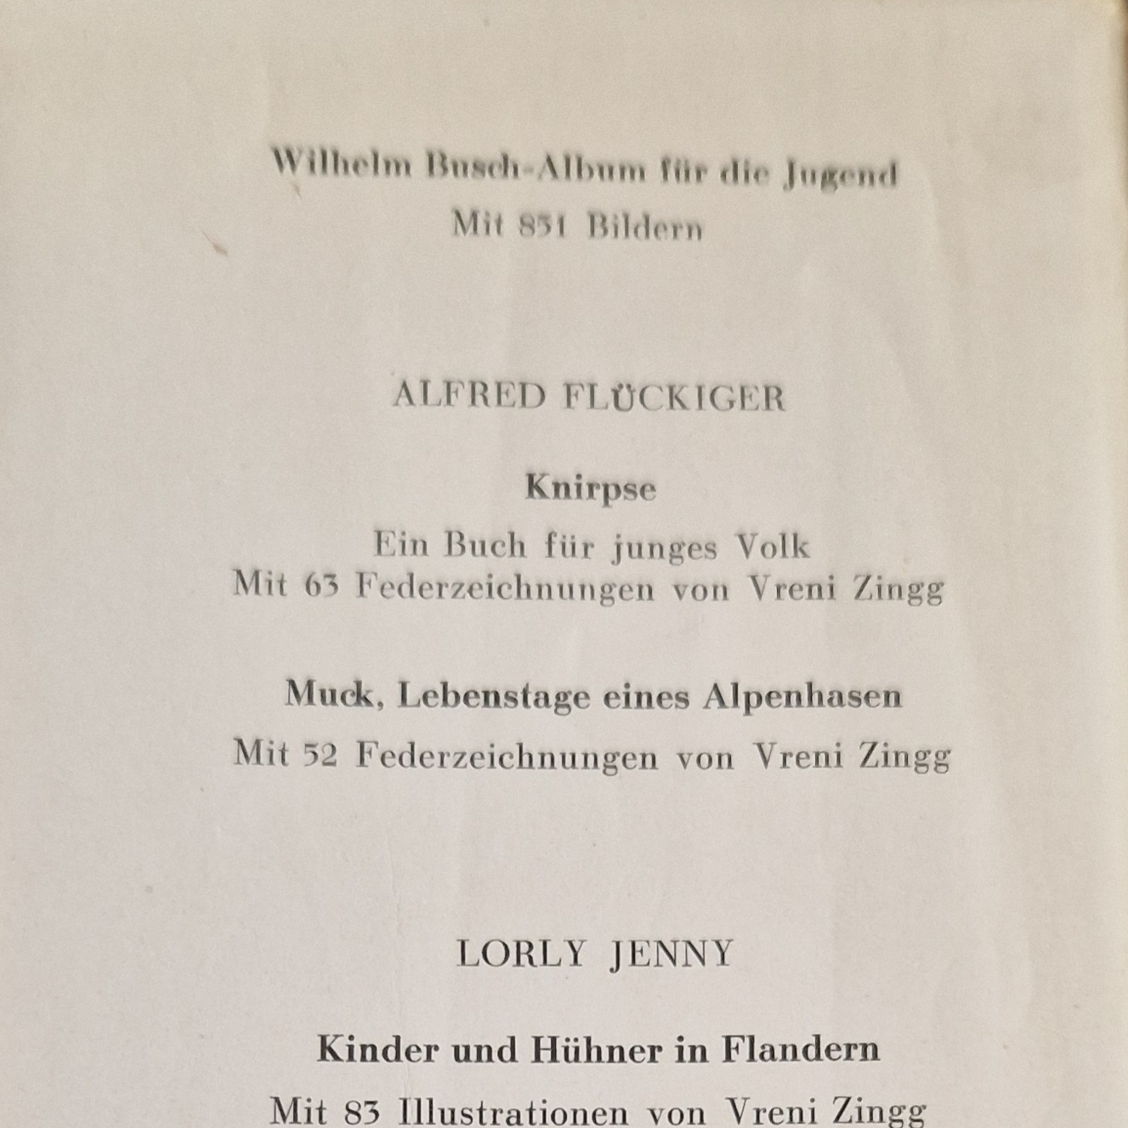 Wilhelm Busch-Album für die Jugend
Mit 851 Bildern
ALFRED FLÜCKIGER
Knirpse
Ein Buch für junges Volk
Mit 63 Federzeichnungen von Vreni Zingg
Muck, Lebenstage eines Alpenhasen
Mit 52 Federzeichnungen von Vreni Zingg
LORLY JENNY
Kinder und Hühner in Flandern
Mit 83 Illustrationen von Vreni Zingg